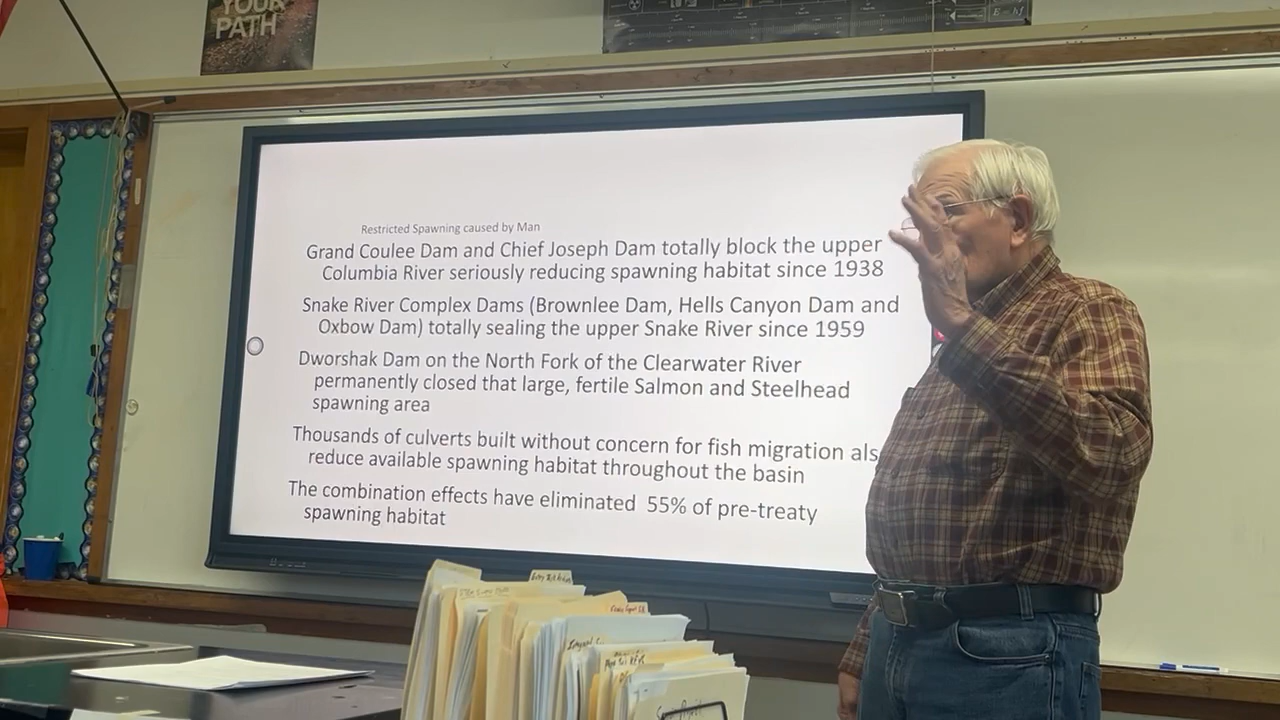 YOUR
PATH
E = hf
Restricted Spawning caused by Man
Grand Coulee Dam and Chief Joseph Dam totally block the upper
Columbia River seriously reducing spawning habitat since 1938
Snake River Complex Dams (Brownlee Dam, Hells Canyon Dam and
Oxbow Dam) totally sealing the upper Snake River since 1959
Dworshak Dam on the North Fork of the Clearwater River
permanently closed that large, fertile Salmon and Steelhead
spawning area
Thousands of culverts built without concern for fish migration als
reduce available spawning habitat throughout the basin
The combination effects have eliminated 55% of pre-treaty
spawning habitat